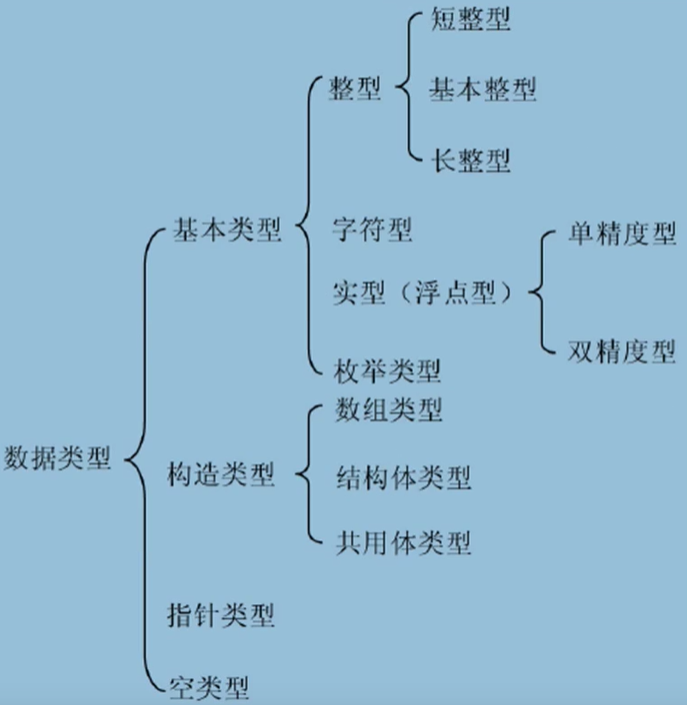 短整型
整型
基本整型
长整型
基本类型
字符型
单精度型
实型（浮点型）
双精度型
枚举类型
数组类型
数据类型
构造类型
结构体类型
共用体类型
指针类型
空类型